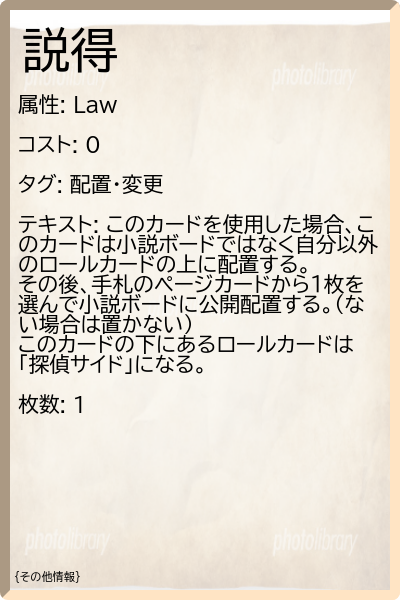 説得
photolibrary
photolibrary
属性: Law
コスト: 0
タグ: 配置・変更
テキスト: このカードを使用した場合、こ
のカードは小説ボードではなく自分以外
のロールカードの上に配置する。
その後、手札のページカードから1枚を
選んで小説ボードに公開配置する。（な
い場合は置かない）
このカードの下にあるロールカードは
「探偵サイド」になる。
枚数: 1
photolibrary
photolibrary
{その他情報}